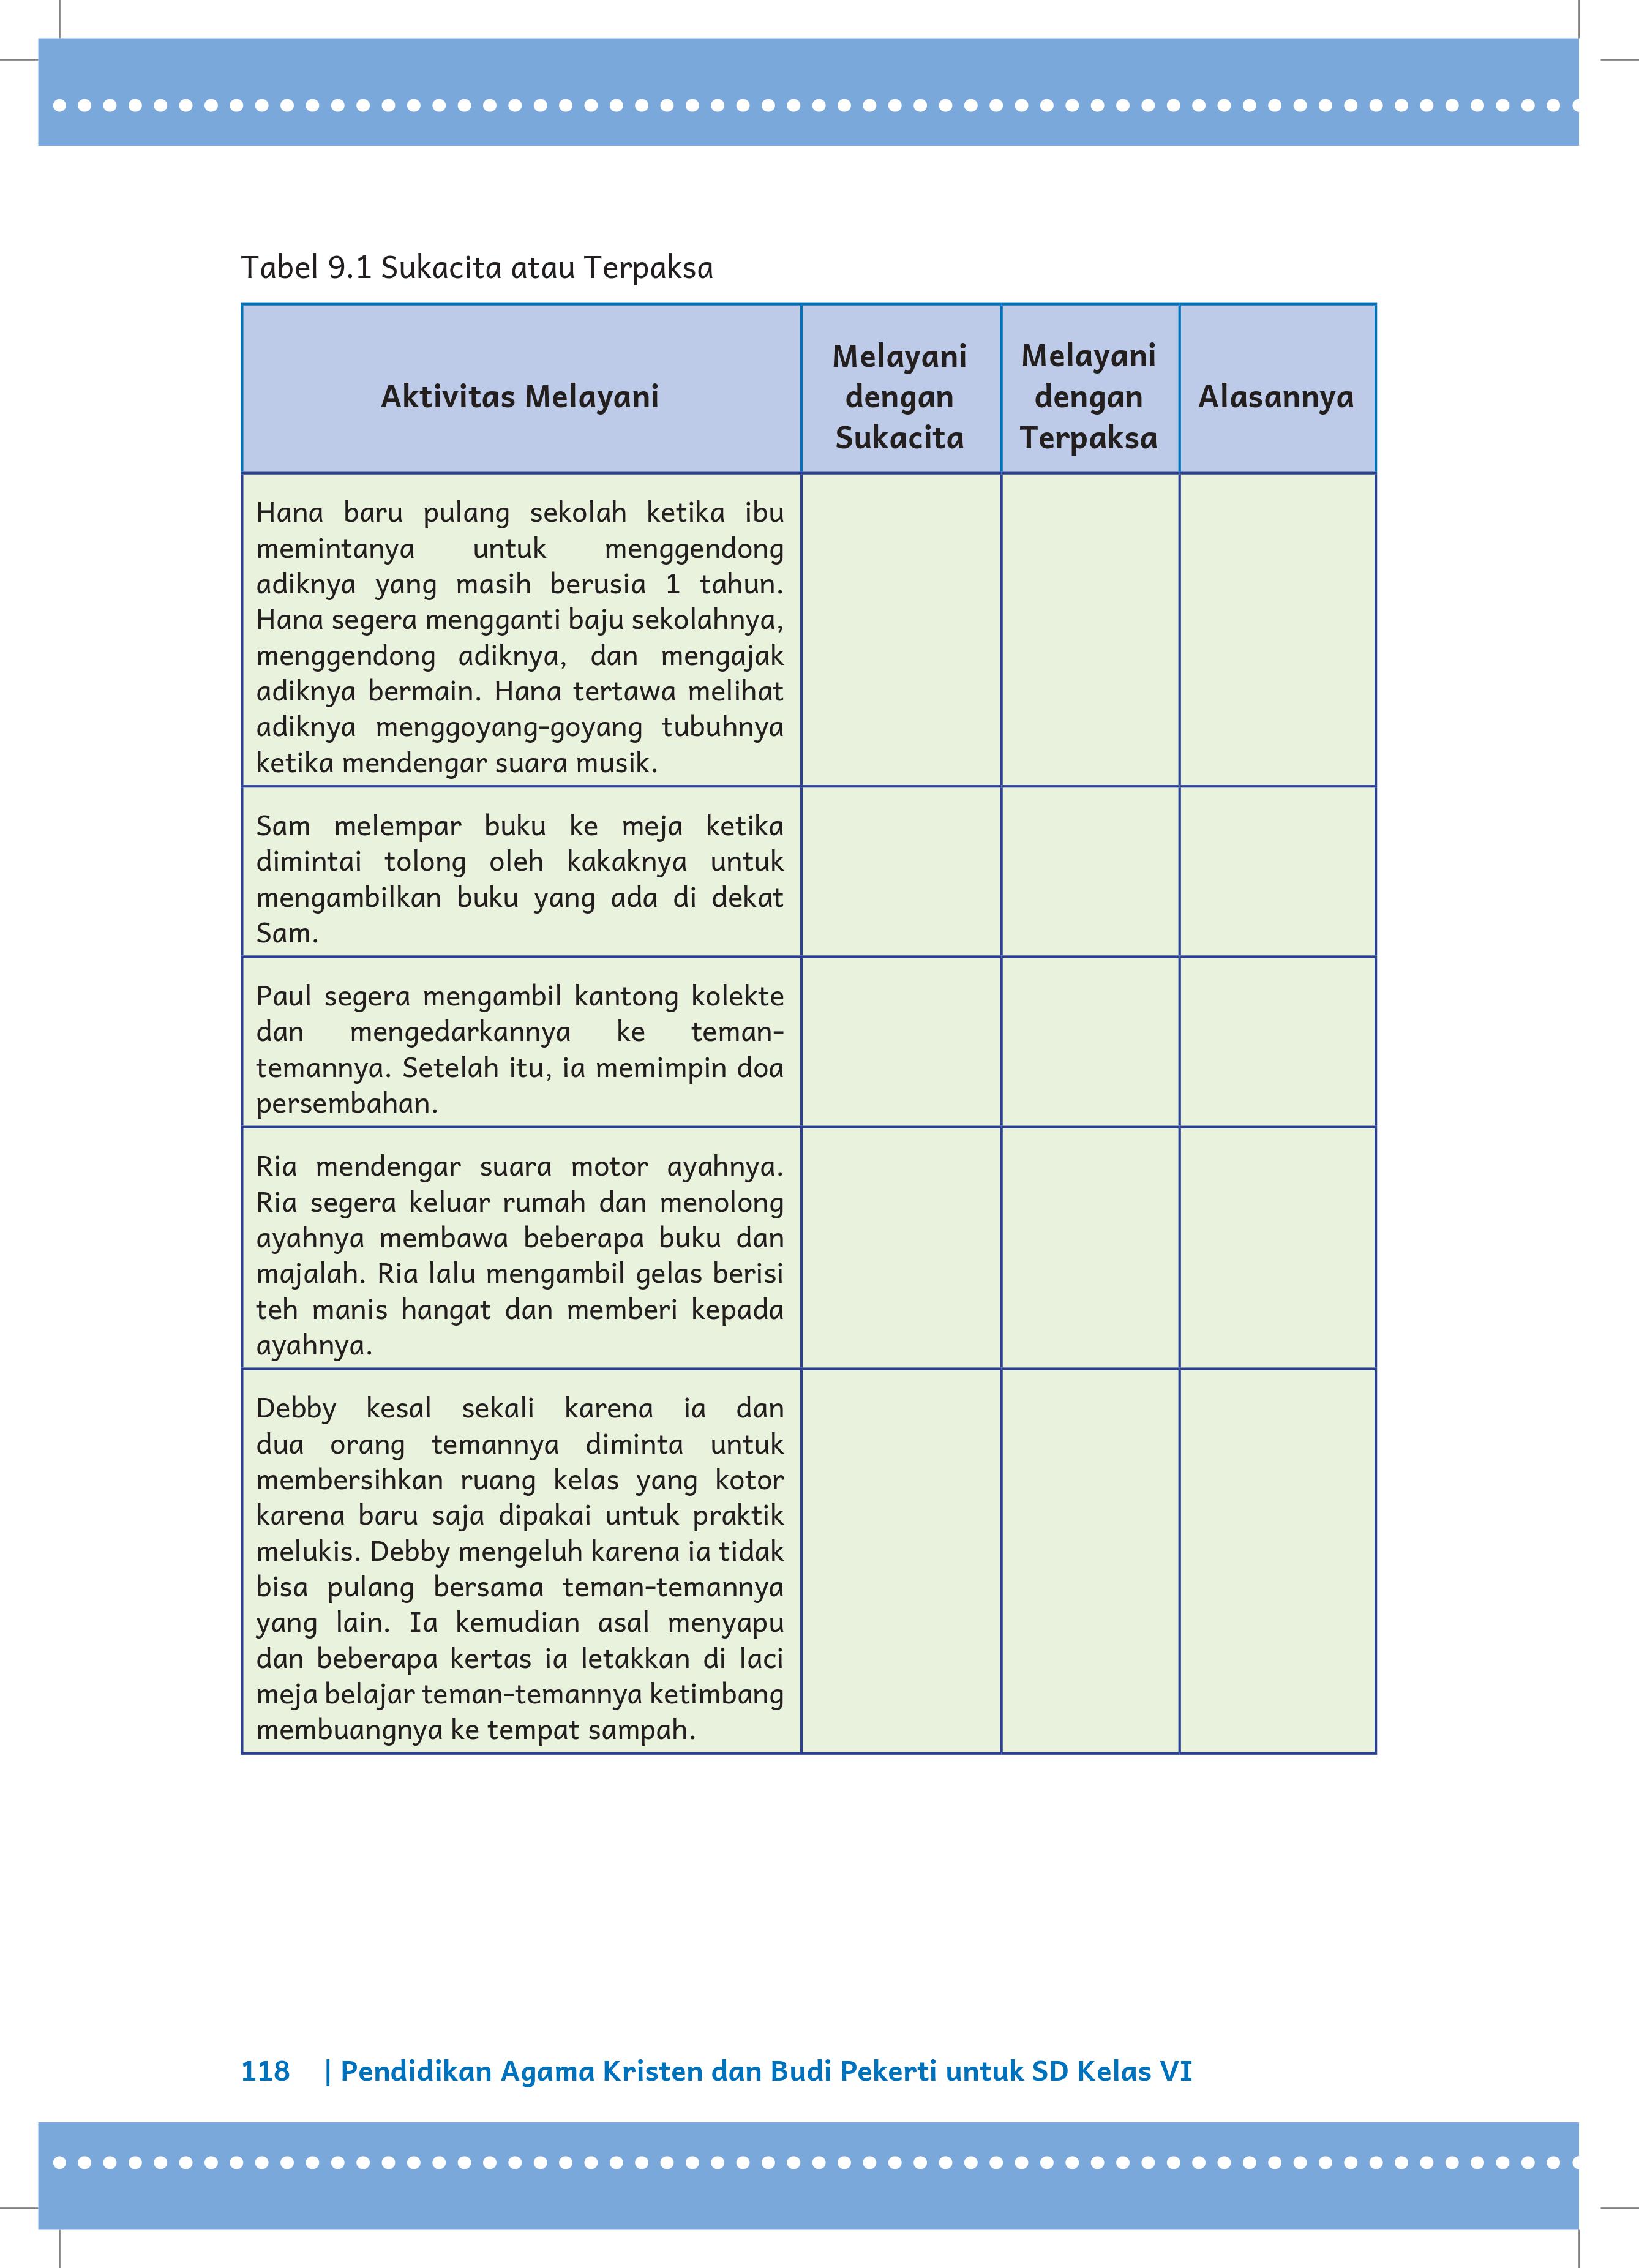 Tabel 9.1 Sukacita atau Terpaksa
Aktivitas Melayani
Melayani
dengan
Sukacita
Melayani
dengan
Terpaksa
Alasannya
Hana baru pulang sekolah ketika ibu
memintanya untuk menggendong
adiknya yang masih berusia 1 tahun.
Hana segera mengganti baju sekolahnya,
menggendong adiknya, dan mengajak
adiknya bermain. Hana tertawa melihat
adiknya menggoyang-goyang tubuhnya
ketika mendengar suara musik.
Sam melempar buku ke meja ketika
dimintai tolong oleh kakaknya untuk
mengambilkan buku yang ada di dekat
Sam.
Paul segera mengambil kantong kolekte
dan mengedarkannya ke teman-
temannya. Setelah itu, ia memimpin doa
persembahan.
Ria mendengar suara motor ayahnya.
Ria segera keluar rumah dan menolong
ayahnya membawa beberapa buku dan
majalah. Ria lalu mengambil gelas berisi
teh manis hangat dan memberi kepada
ayahnya.
Debby kesal sekali karena ia dan
dua orang temannya diminta untuk
membersihkan ruang kelas yang kotor
karena baru saja dipakai untuk praktik
melukis. Debby mengeluh karena ia tidak
bisa pulang bersama teman-temannya
yang lain. Ia kemudian asal menyapu
dan beberapa kertas ia letakkan di laci
meja belajar teman-temannya ketimbang
membuangnya ke tempat sampah.
118 | Pendidikan Agama Kristen dan Budi Pekerti untuk SD Kelas VI